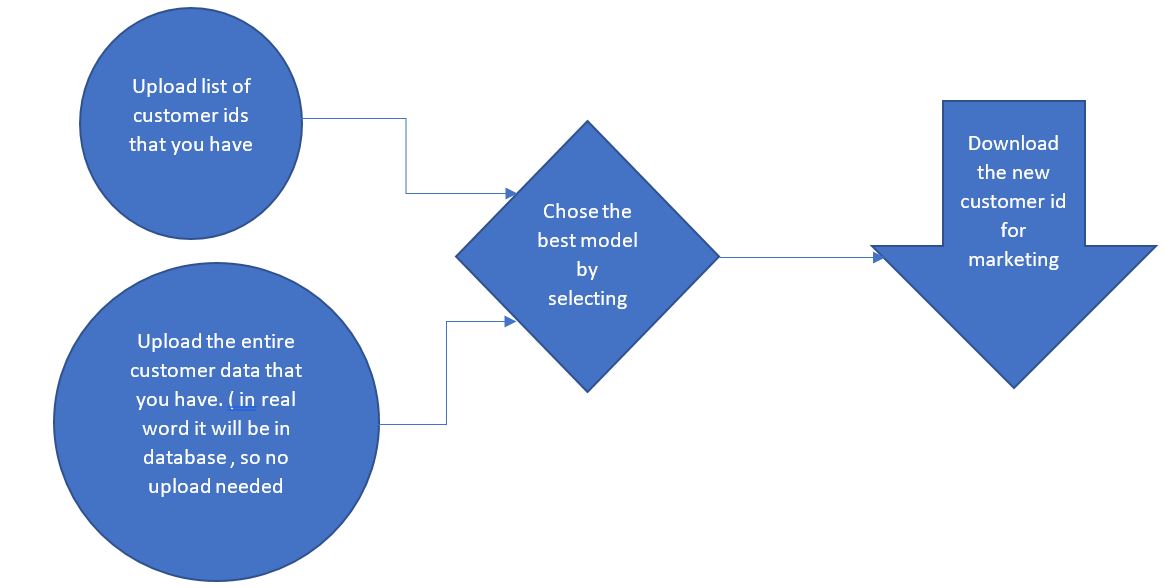 Upload list of
customer ids
that you have
Upload the entire
customer data that
you have. ( in real
word it will be in
database , so no
upload needed
Chose the
best model
by
selecting
Download
the new
customer id
for
marketing